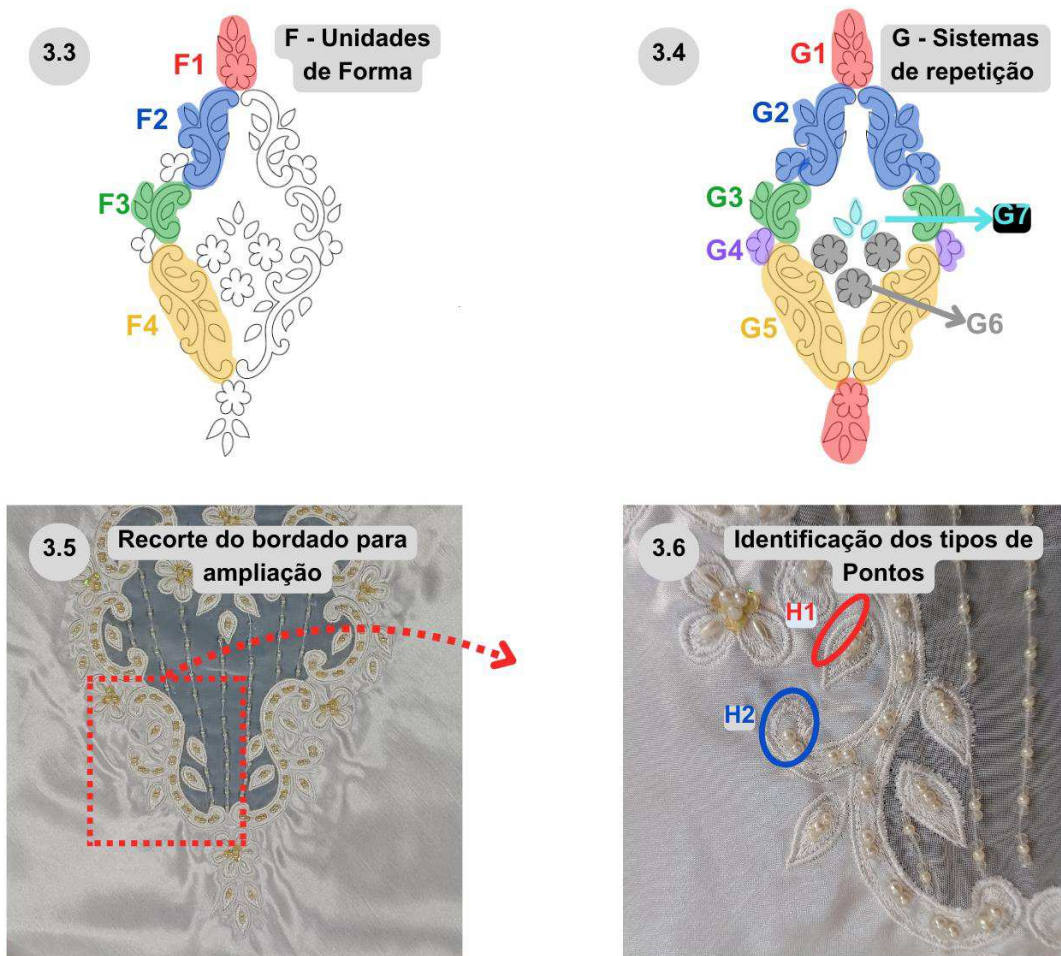 3.3
F - Unidades
de Forma
F1
F2
F3
F4
3.4
G - Sistemas
de repetição
G1
G2
G3
G7
G4
G5
G6
3.5
Recorte do bordado para
ampliação
3.6
Identificação dos tipos de
Pontos
H1
H2